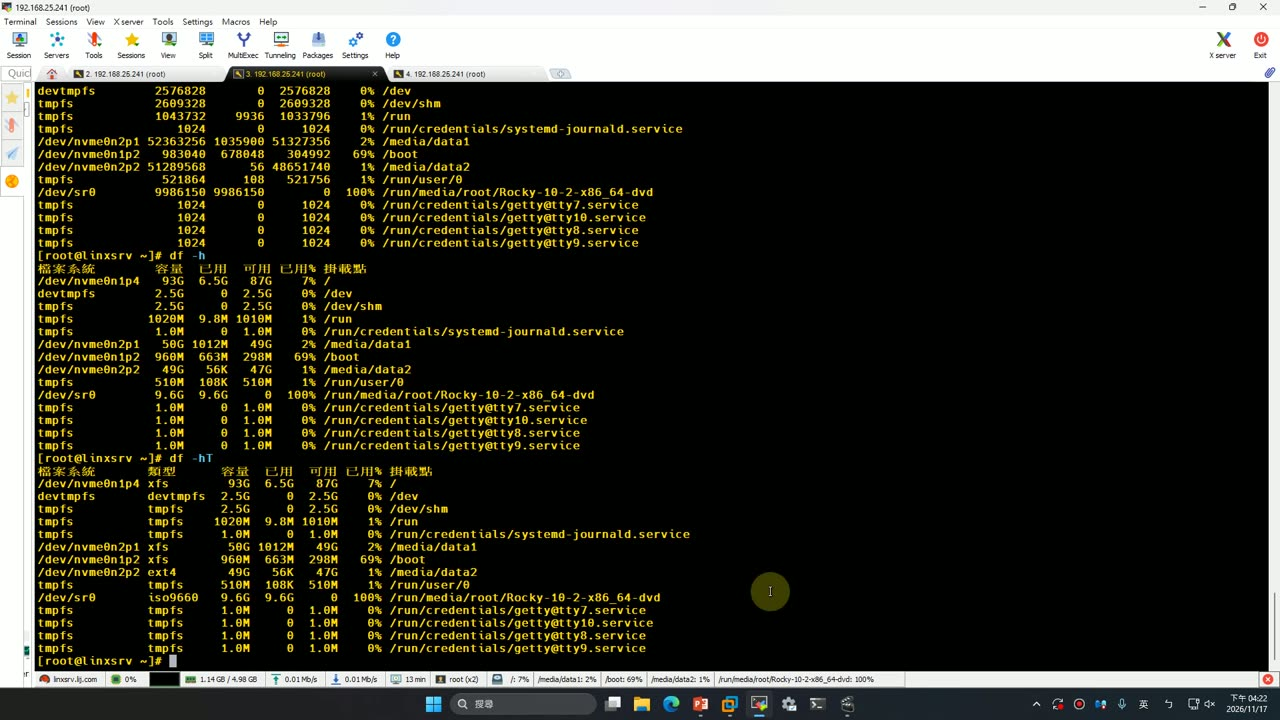 192.168.25.241 (root)
Terminal Sessions View X server Tools Settings Macros Help
Session Servers Tools Sessions View Split MultiExec Tunneling Packages Settings Help X server Exit
Quic 2. 192.168.25.241 (root) 3. 192.168.25.241 (root) 4. 192.168.25.241 (root)
devtmpfs 2576828 0 2576828 0% /dev
tmpfs 2609328 0 2609328 0% /dev/shm
tmpfs 1043732 9936 1033796 1% /run
tmpfs 1024 0 1024 0% /run/credentials/systemd-journald.service
/dev/nvme0n2p1 52363256 1035900 51327356 2% /media/data1
/dev/nvme0n1p2 983040 678048 304992 69% /boot
/dev/nvme0n2p2 51289568 56 48651740 1% /media/data2
tmpfs 521864 108 521756 1% /run/user/0
/dev/sr0 9986150 9986150 0 100% /run/media/root/Rocky-10-2-x86_64-dvd
tmpfs 1024 0 1024 0% /run/credentials/getty@tty7.service
tmpfs 1024 0 1024 0% /run/credentials/getty@tty10.service
tmpfs 1024 0 1024 0% /run/credentials/getty@tty8.service
tmpfs 1024 0 1024 0% /run/credentials/getty@tty9.service
[root@linxsrv ~]# df -h
檔案系統 容量 已用 可用 已用% 掛載點
/dev/nvme0n1p4 93G 6.5G 87G 7% /
devtmpfs 2.5G 0 2.5G 0% /dev
tmpfs 2.5G 0 2.5G 0% /dev/shm
tmpfs 1020M 9.8M 1010M 1% /run
tmpfs 1.0M 0 1.0M 0% /run/credentials/systemd-journald.service
/dev/nvme0n2p1 50G 1012M 49G 2% /media/data1
/dev/nvme0n1p2 960M 663M 298M 69% /boot
/dev/nvme0n2p2 49G 56K 47G 1% /media/data2
tmpfs 510M 108K 510M 1% /run/user/0
/dev/sr0 9.6G 9.6G 0 100% /run/media/root/Rocky-10-2-x86_64-dvd
tmpfs 1.0M 0 1.0M 0% /run/credentials/getty@tty7.service
tmpfs 1.0M 0 1.0M 0% /run/credentials/getty@tty10.service
tmpfs 1.0M 0 1.0M 0% /run/credentials/getty@tty8.service
tmpfs 1.0M 0 1.0M 0% /run/credentials/getty@tty9.service
[root@linxsrv ~]# df -hT
檔案系統 類型 容量 已用 可用 已用% 掛載點
/dev/nvme0n1p4 xfs 93G 6.5G 87G 7% /
devtmpfs devtmpfs 2.5G 0 2.5G 0% /dev
tmpfs tmpfs 2.5G 0 2.5G 0% /dev/shm
tmpfs tmpfs 1020M 9.8M 1010M 1% /run
tmpfs tmpfs 1.0M 0 1.0M 0% /run/credentials/systemd-journald.service
/dev/nvme0n2p1 xfs 50G 1012M 49G 2% /media/data1
/dev/nvme0n1p2 xfs 960M 663M 298M 69% /boot
/dev/nvme0n2p2 ext4 49G 56K 47G 1% /media/data2
tmpfs tmpfs 510M 108K 510M 1% /run/user/0
/dev/sr0 iso9660 9.6G 9.6G 0 100% /run/media/root/Rocky-10-2-x86_64-dvd
tmpfs tmpfs 1.0M 0 1.0M 0% /run/credentials/getty@tty7.service
tmpfs tmpfs 1.0M 0 1.0M 0% /run/credentials/getty@tty10.service
tmpfs tmpfs 1.0M 0 1.0M 0% /run/credentials/getty@tty8.service
tmpfs tmpfs 1.0M 0 1.0M 0% /run/credentials/getty@tty9.service
[root@linxsrv ~]#
linxsrv.lij.com 0% 1.14 GB / 4.98 GB 0.01 Mb/s 0.01 Mb/s 13 min root (x2) /: 7% /media/data1: 2% /boot: 69% /media/data2: 1% /run/media/root/Rocky-10-2-x86_64-dvd: 100%
搜尋 英 ㄅ 下午 04:22
2026/11/17